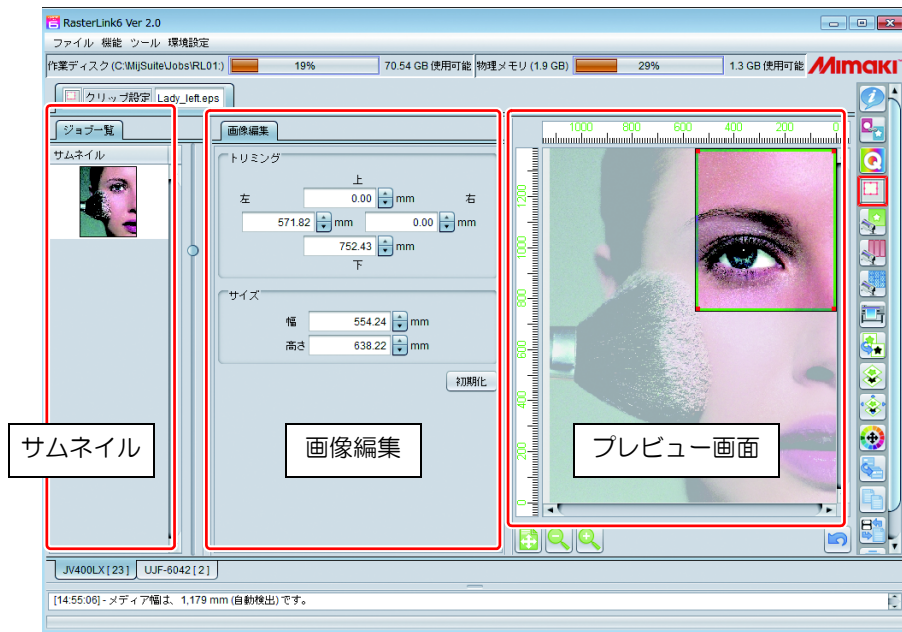 RasterLink6 Ver 2.0
ファイル 機能 ツール 環境設定
作業ディスク (C:\MijSuite\Jobs\RL01:) 19% 70.54 GB 使用可能 物理メモリ (1.9 GB) 29% 1.3 GB 使用可能 Mimaki
クリップ設定 Lady_left.eps
ジョブ一覧
サムネイル
画像編集
トリミング
上
左 0.00 mm 右
571.82 mm 0.00 mm
752.43 mm
下
サイズ
幅 554.24 mm
高さ 638.22 mm
初期化
1000 800 600 400 200 0
1200
1000
800
600
400
200
0
サムネイル
画像編集
プレビュー画面
JV400LX [ 23 ] UJF-6042 [ 2 ]
[14:55:06] - メディア幅は、1,179 mm (自動検出) です。